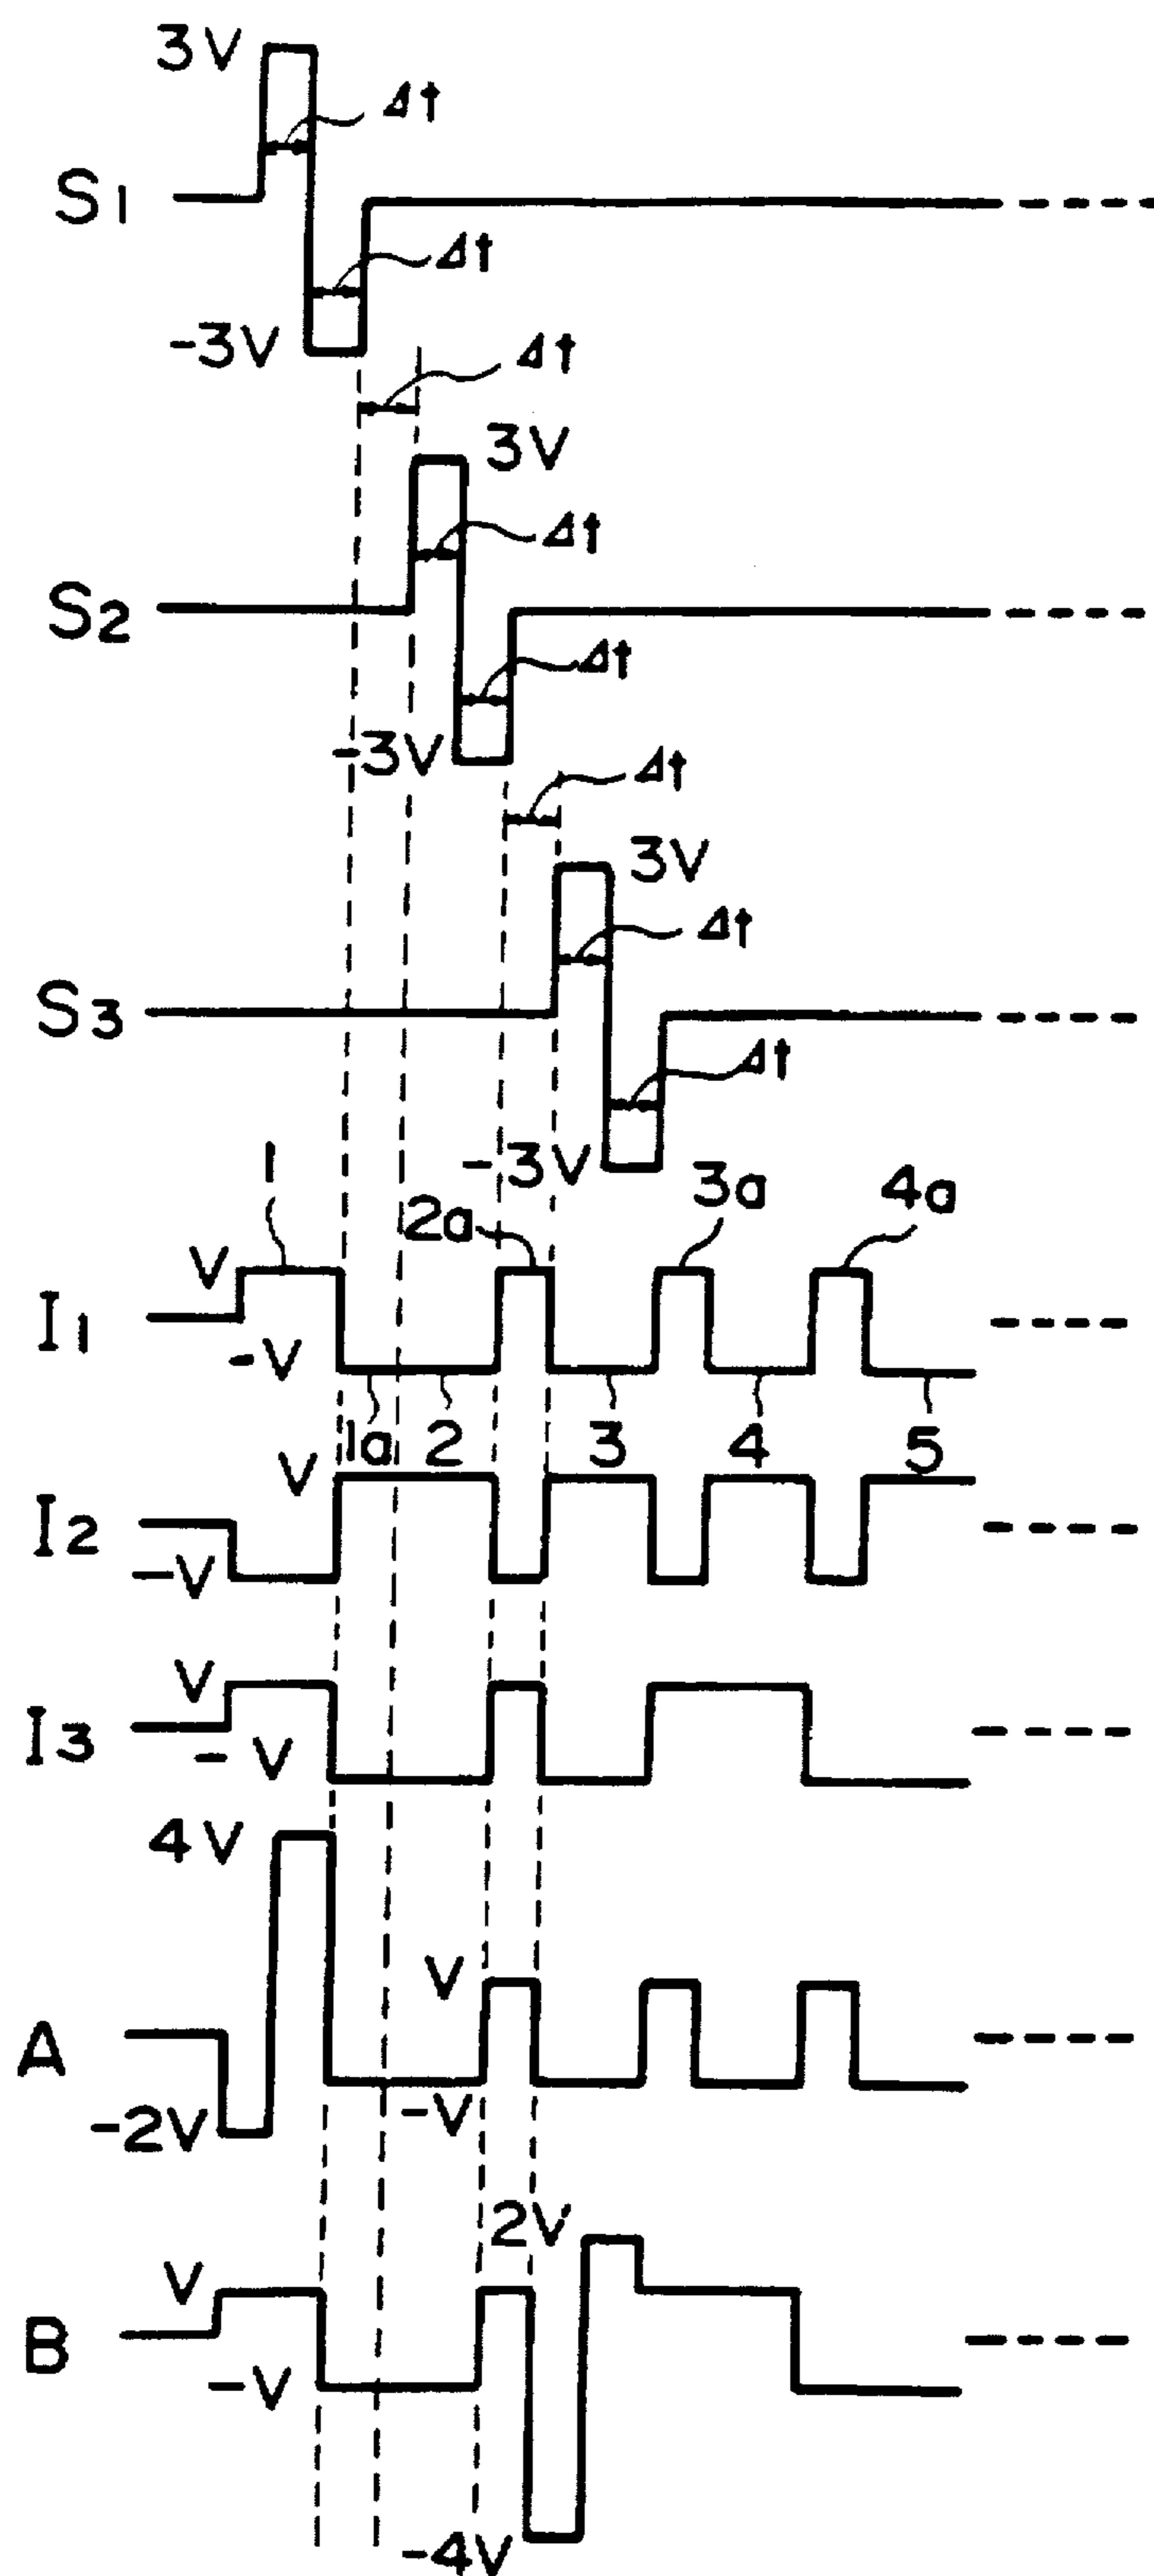 3V
Δt
S1
Δt
-3V
Δt
3V
Δt
S2
Δt
-3V
Δt
3V
Δt
S3
Δt
-3V
1
2a
3a
4a
V
I1
-V
1a
2
3
4
5
V
I2
-V
V
I3
-V
4V
V
A
-V
-2V
2V
V
B
-V
-4V